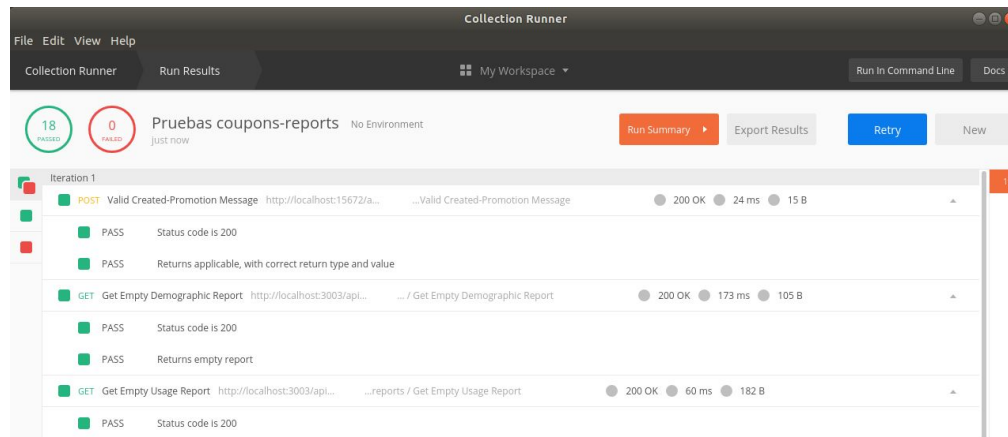 Collection Runner
File Edit View Help
Collection Runner Run Results My Workspace Run In Command Line Docs
18 PASSED 0 FAILED Pruebas coupons-reports No Environment Run Summary Export Results Retry New
just now
Iteration 1 1
POST Valid Created-Promotion Message http://localhost:15672/a... ...Valid Created-Promotion Message 200 OK 24 ms 15 B
PASS Status code is 200
PASS Returns applicable, with correct return type and value
GET Get Empty Demographic Report http://localhost:3003/api... ... / Get Empty Demographic Report 200 OK 173 ms 105 B
PASS Status code is 200
PASS Returns empty report
GET Get Empty Usage Report http://localhost:3003/api... ...reports / Get Empty Usage Report 200 OK 60 ms 182 B
PASS Status code is 200